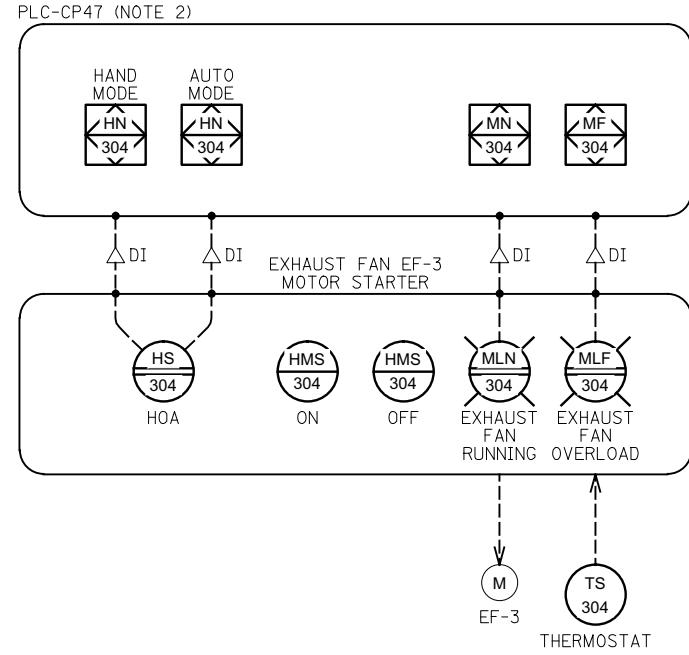 PLC-CP47 (NOTE 2)
HAND MODE
AUTO MODE
HN 304
HN 304
MN 304
MF 304
DI
DI
DI
DI
EXHAUST FAN EF-3
MOTOR STARTER
HS 304
HOA
HMS 304
ON
HMS 304
OFF
MLN 304
EXHAUST
FAN
RUNNING
MLF 304
EXHAUST
FAN
OVERLOAD
M
EF-3
TS
304
THERMOSTAT